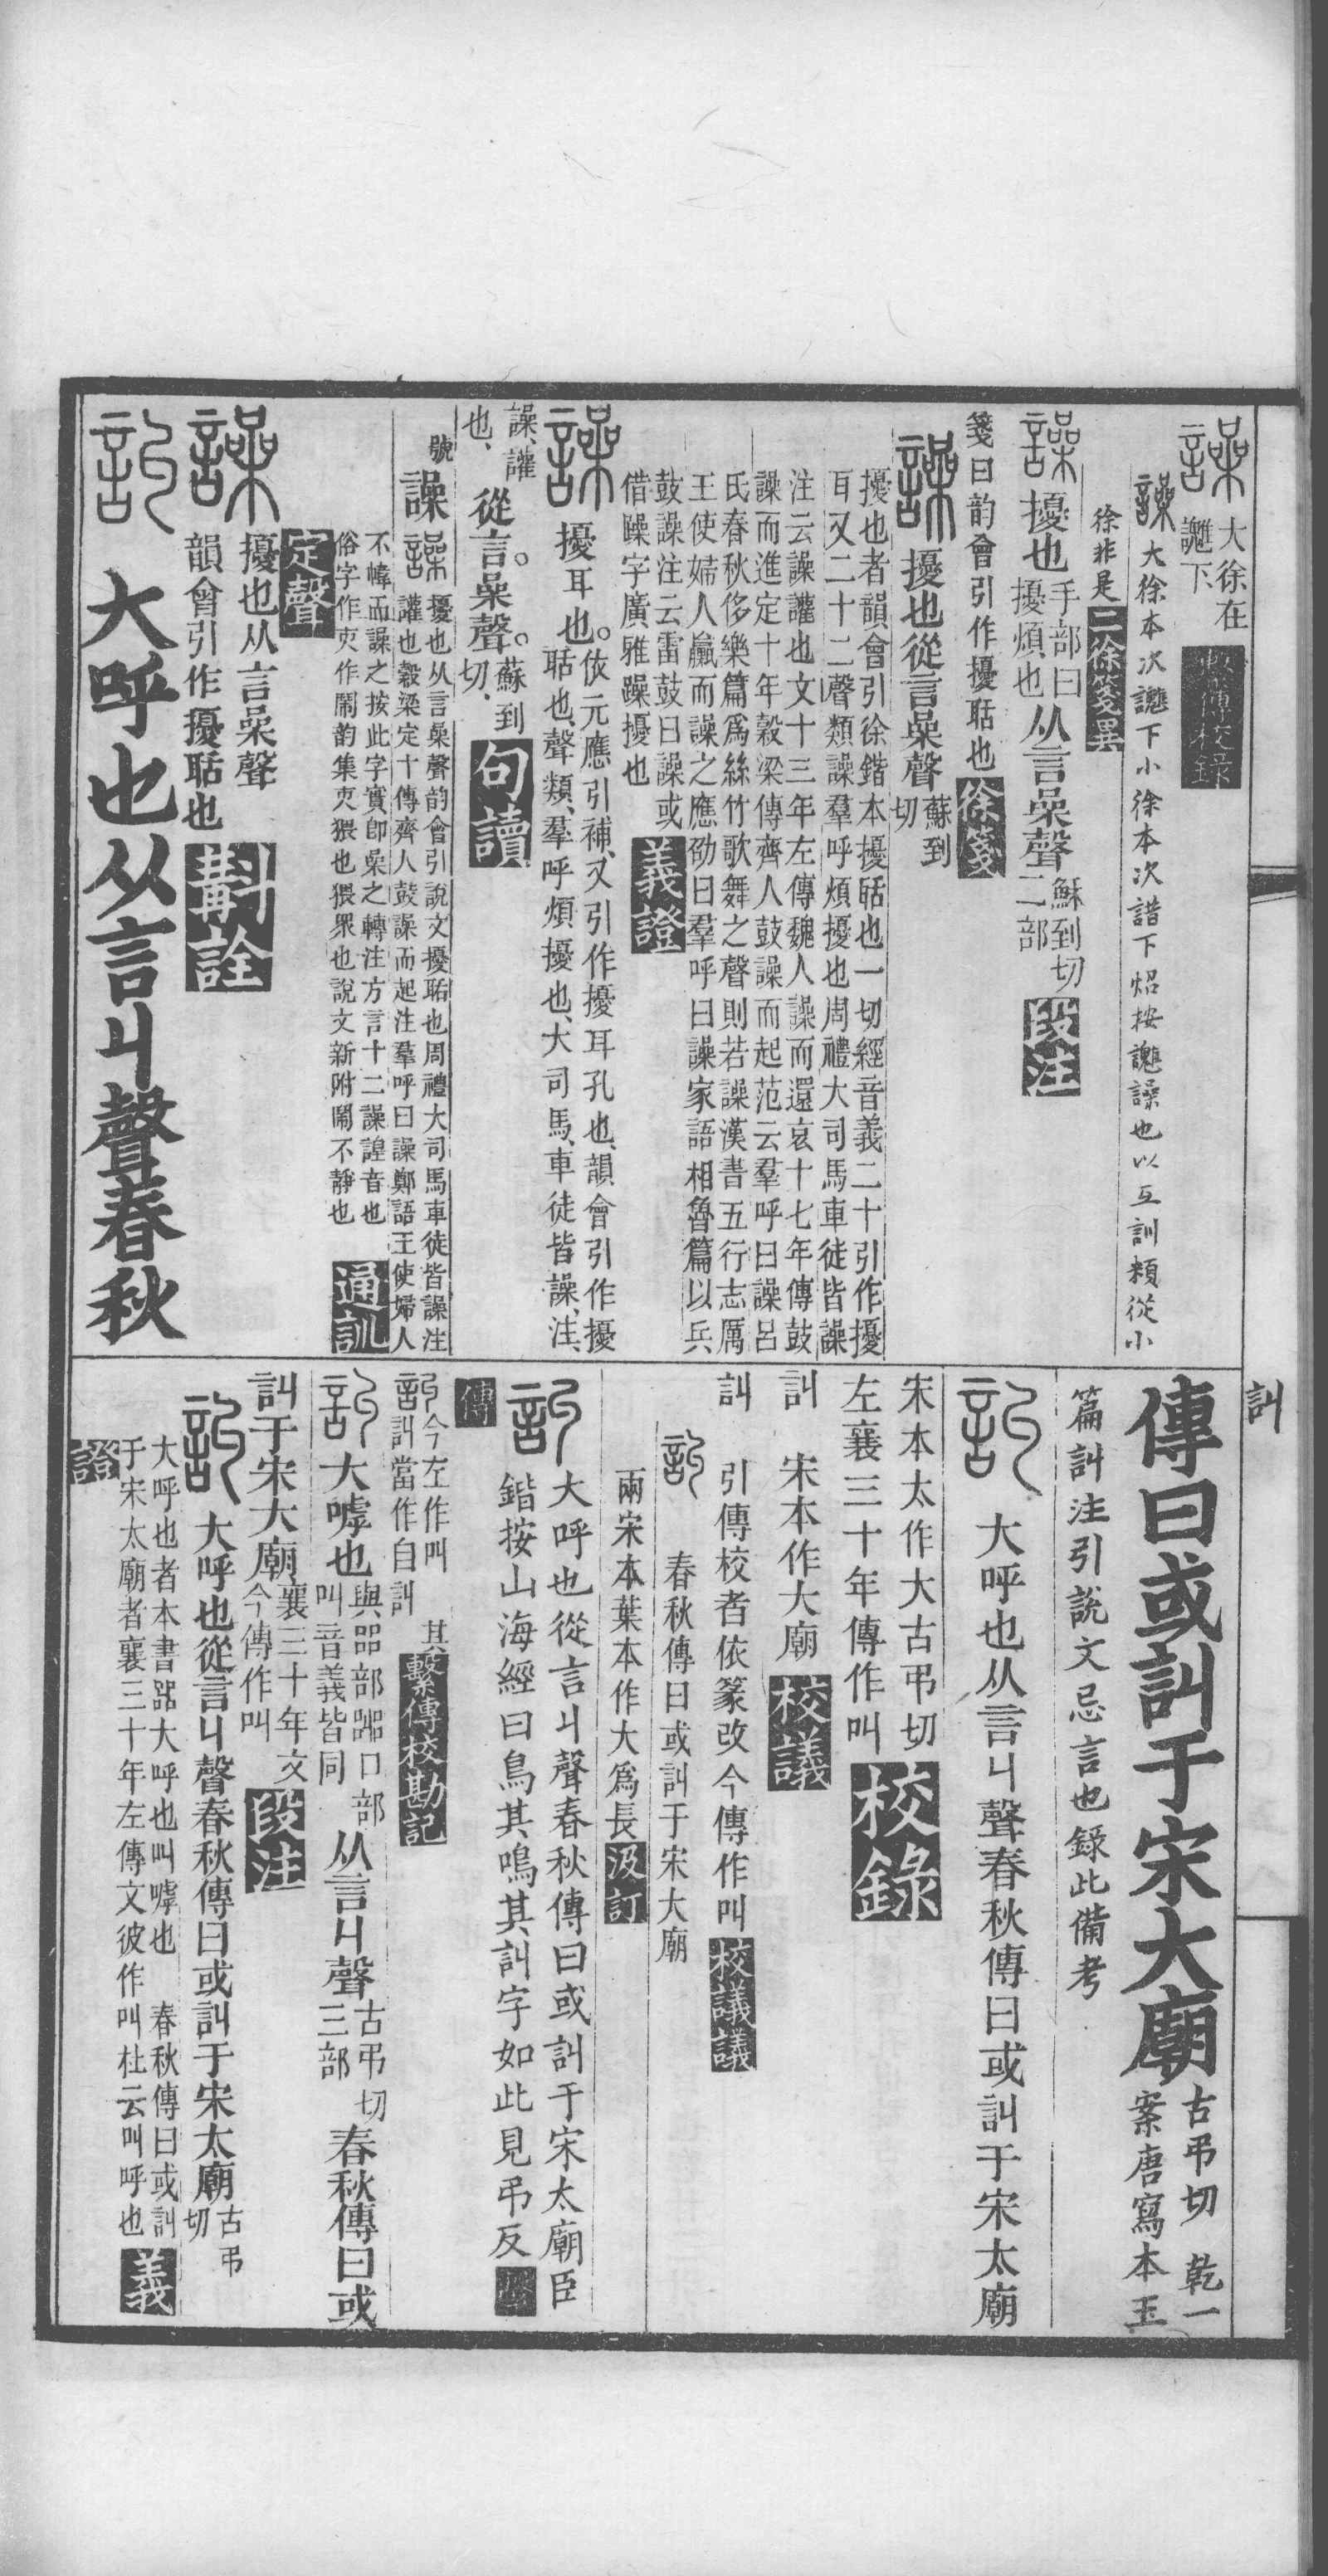 譟
大徐在
讎下
繫傳校錄
譟大徐本次讎下小徐本次譖下炤桉讎譟也以互訓類從小
徐非是
二徐箋異
譟
擾也
手部曰
擾煩也
从言喿聲
蘇到切
二部
段注
箋曰韵會引作擾聒也
徐箋
譟
擾也從言喿聲
蘇到
切
擾也者韻會引徐鍇本擾聒也一切經音義二十引作擾
耳又二十二聲類譟羣呼煩擾也周禮大司馬車徒皆譟
注云譟讙也文十三年左傳魏人譟而還哀十七年傳鼓
譟而進定十年穀梁傳齊人鼓譟而起范云羣呼曰譟呂
氏春秋侈樂篇爲絲竹歌舞之聲則若譟漢書五行志厲
王使婦人臝而譟之應劭曰羣呼曰譟家語相魯篇以兵
鼓譟注云雷鼓曰譟或
借躁字廣雅躁擾也
義證
譟
擾耳也。
依元應引補、又引作擾耳孔也、韻會引作擾
聒也、聲類、羣呼煩擾也、大司馬、車徒皆譟、注、
譟、讙
也、
從言。喿聲。
蘇到
切、
句讀
號
譟
譟
擾也从言喿聲韵會引說文擾聒也周禮大司馬車徒皆譟注
讙也穀梁定十傳齊人鼓譟而起注羣呼曰譟鄭語王使婦人
不幃而譟之按此字實卽喿之轉注方言十二譟諻音也
俗字作㕻作鬧韵集㕻猥也猥衆也說文新附鬧不靜也
通訓
定聲
譟
擾也从言喿聲
韻會引作擾聒也
斠詮
訆
大呼也从言丩聲春秋
訆
傳曰或訆于宋大廟
古弔切 乾一
案唐寫本玉
篇訆注引說文忌言也錄此備考
訆
大呼也从言丩聲春秋傳曰或訆于宋太廟
宋本太作大古弔切
左襄三十年傳作叫
校錄
訆
宋本作大廟
校議
訆
引傳校者依篆改今傳作叫
校議議
訆
春秋傳曰或訆于宋大廟
兩宋本葉本作大爲長
汲訂
訆
大呼也從言丩聲春秋傳曰或訆于宋太廟臣
鍇按山海經曰鳥其鳴其訆字如此見弔反
繫
傳
訆
今左作叫 其
訆當作自訆
繫傳校勘記
訆
大嘑也
與㗊部嘂口部
叫音義皆同
从言丩聲
古弔切
三部
春秋傳曰或
訆于宋大廟
襄三十年文
今傳作叫
段注
訆
大呼也從言丩聲春秋傳曰或訆于宋太廟
古弔
切
大呼也者本書嘂大呼也叫嘑也 春秋傳曰或訆
于宋太廟者襄三十年左傳文彼作叫杜云叫呼也
義
證